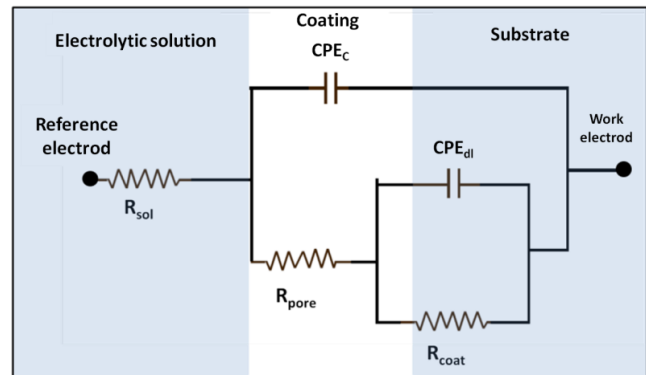 Electrolytic solution
Coating
Substrate
CPEC
Reference
electrod
Work
electrod
CPEdl
Rsol
Rpore
Rcoat